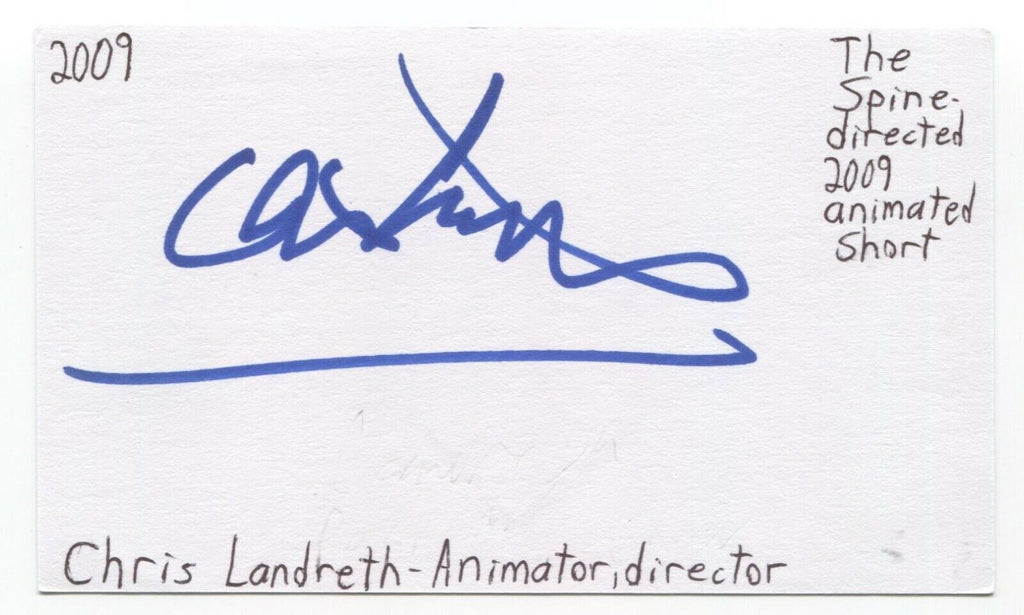 2009
The
Spine-
directed
2009
animated
short
Chris Landreth-Animator, director